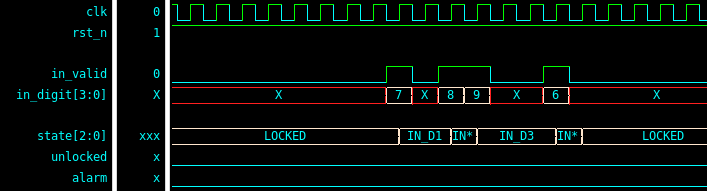 clk 0
rst_n 1
in_valid 0
in_digit[3:0] X X 7 X 8 9 X 6 X
state[2:0] xxx LOCKED IN_D1 IN* IN_D3 IN* LOCKED
unlocked x
alarm x